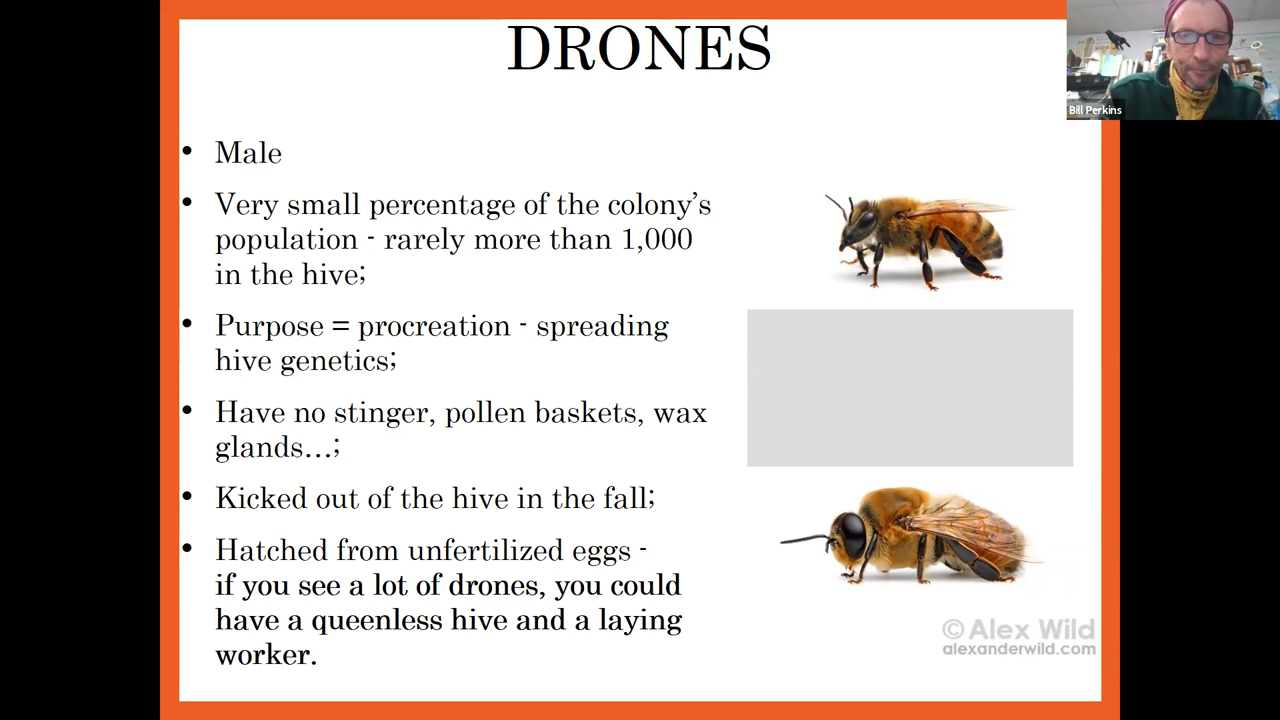 DRONES
Bill Perkins
• Male
• Very small percentage of the colony’s
population - rarely more than 1,000
in the hive;
• Purpose = procreation - spreading
hive genetics;
• Have no stinger, pollen baskets, wax
glands...;
• Kicked out of the hive in the fall;
• Hatched from unfertilized eggs -
if you see a lot of drones, you could
have a queenless hive and a laying
worker.
© Alex Wild
alexanderwild.com